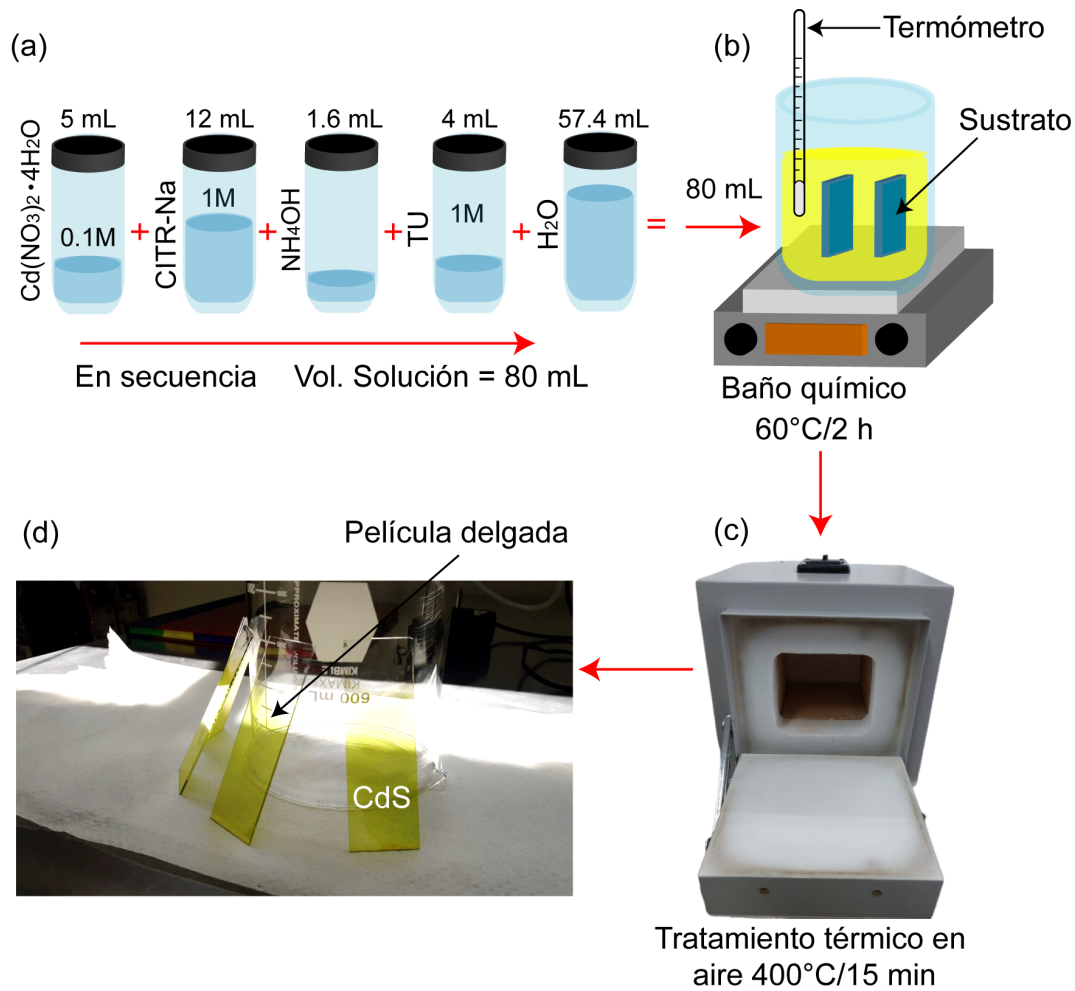 (a)
5 mL
12 mL
1.6 mL
4 mL
57.4 mL
Cd(NO3)2•4H2O
0.1M
+
CITR-Na
1M
+
NH4OH
+
TU
1M
+
H2O
=
80 mL
En secuencia
Vol. Solución = 80 mL
(b)
Termómetro
Sustrato
Baño químico
60°C/2 h
(c)
Tratamiento térmico en
aire 400°C/15 min
(d)
Película delgada
KIMAX
600 mL
CdS